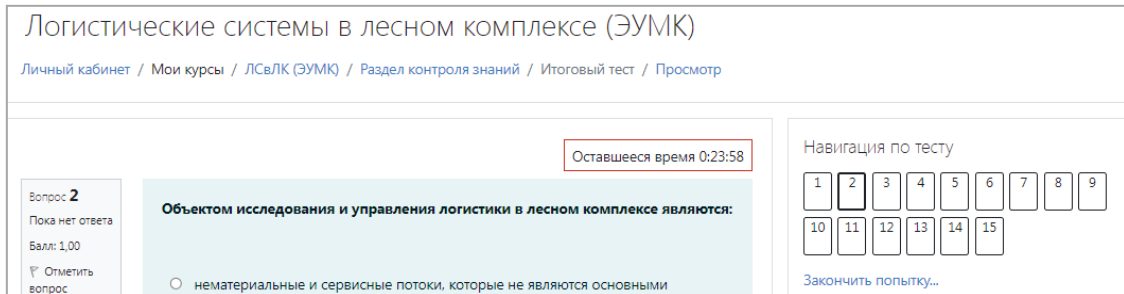 Логистические системы в лесном комплексе (ЭУМК)
Личный кабинет / Мои курсы / ЛСвЛК (ЭУМК) / Раздел контроля знаний / Итоговый тест / Просмотр
Оставшееся время 0:23:58
Вопрос 2
Пока нет ответа
Балл: 1,00
Отметить
вопрос
Объектом исследования и управления логистики в лесном комплексе являются:
нематериальные и сервисные потоки, которые не являются основными
Навигация по тесту
1 2 3 4 5 6 7 8 9
10 11 12 13 14 15
Закончить попытку...